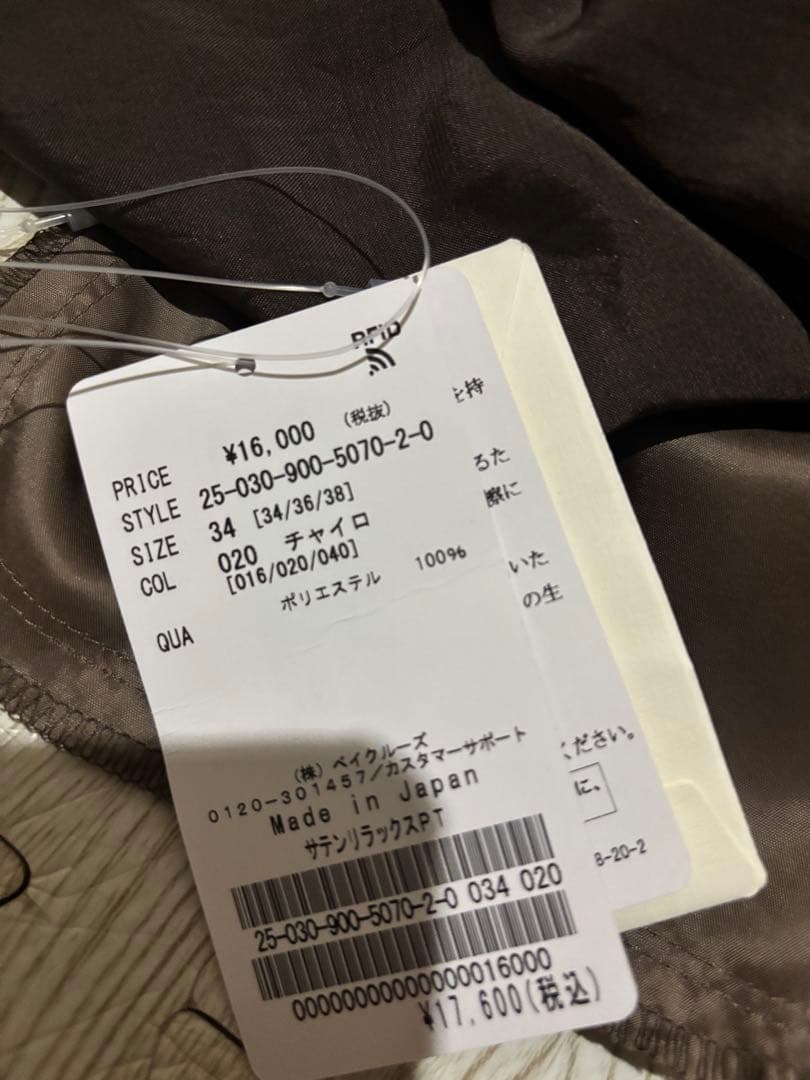 RFID
PRICE ¥16,000 (税抜)
STYLE 25-030-900-5070-2-0
SIZE 34 [34/36/38]
COL 020 チャイロ
[016/020/040]
QUA ポリエステル 100%
(株) ベイクルーズ
0120-301457/カスタマーサポート
Made in Japan
サテンリラックスPT
25-030-900-5070-2-0 034 020
0000000000000016000
¥17,600(税込)
と持
るた
際に
いた
の生
ください。
に、
8-20-2